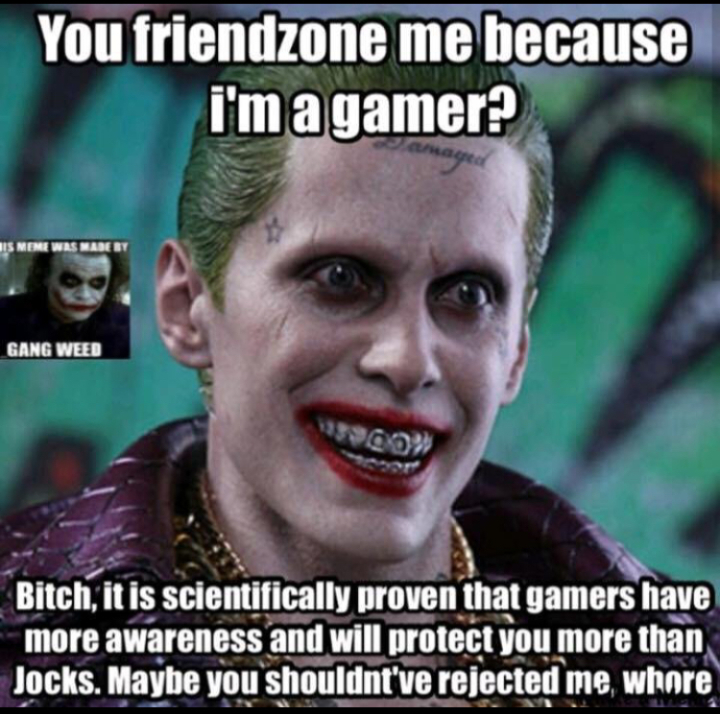 You friendzone me because
i'm a gamer?
Damaged
IS MEME WAS MADE BY
GANG WEED
Bitch, it is scientifically proven that gamers have
more awareness and will protect you more than
Jocks. Maybe you shouldnt've rejected me, whore